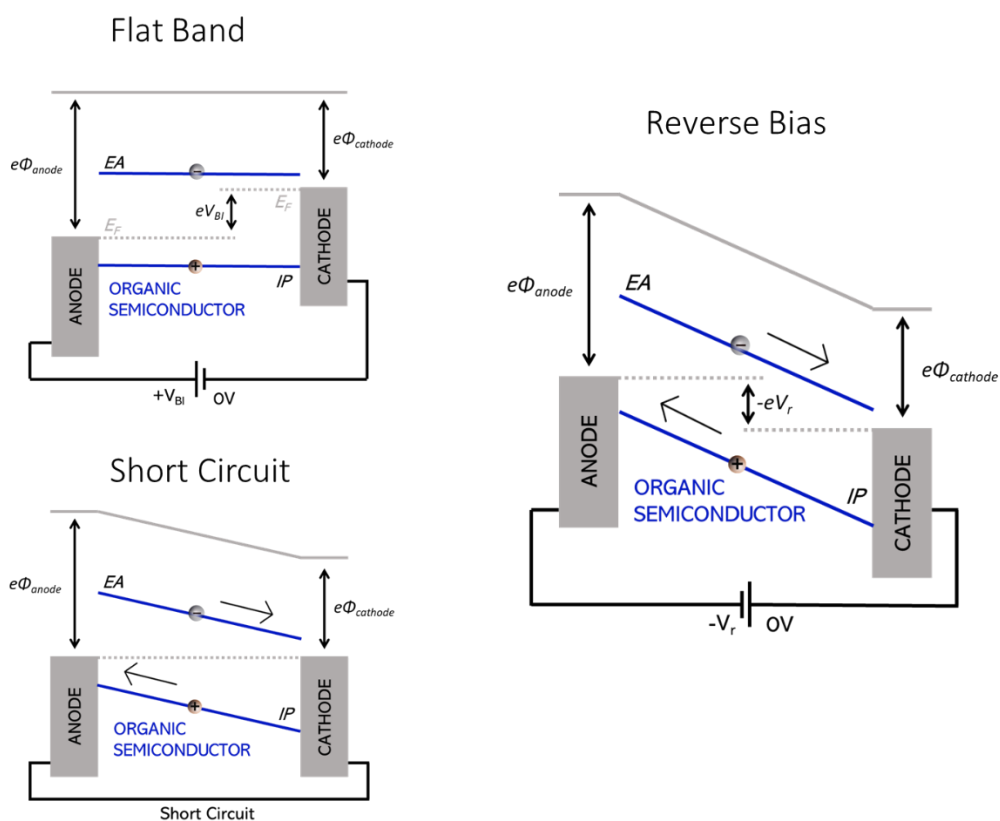 Flat Band
eΦanode
EA
−
eΦcathode
EF
eVBI
EF
+
IP
ANODE
ORGANIC
SEMICONDUCTOR
CATHODE
+VBI
0V
Short Circuit
eΦanode
EA
−
eΦcathode
+
IP
ANODE
ORGANIC
SEMICONDUCTOR
CATHODE
Short Circuit
Reverse Bias
eΦanode
EA
−
eΦcathode
-eVr
+
IP
ANODE
ORGANIC
SEMICONDUCTOR
CATHODE
-Vr
0V